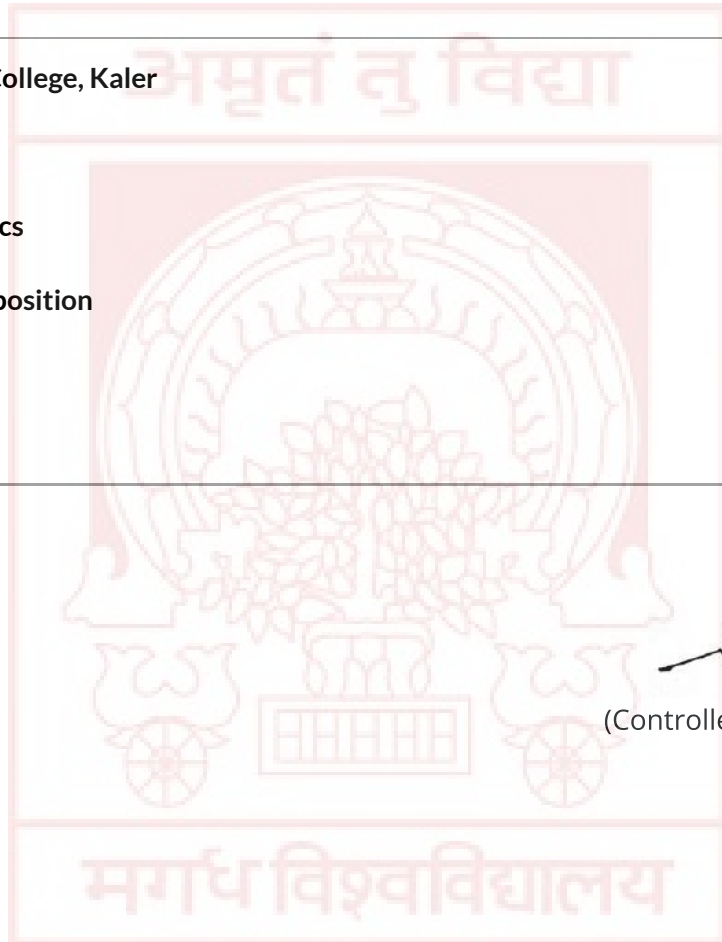 अमृतं तु विद्या
College, Kaler
cs
position
(Controlle
मगध विश्वविद्यालय